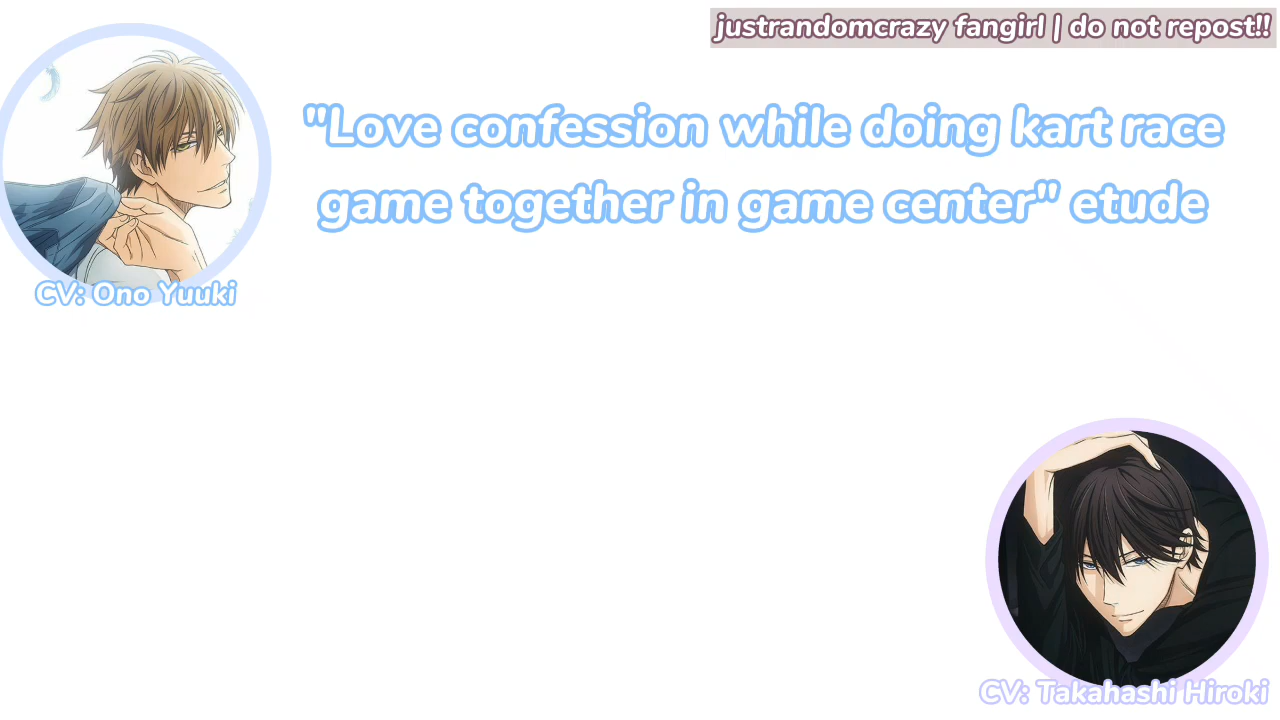 justrandomcrazy fangirl | do not repost!!
"Love confession while doing kart race
game together in game center" etude
CV: Ono Yuuki
CV: Takahashi Hiroki